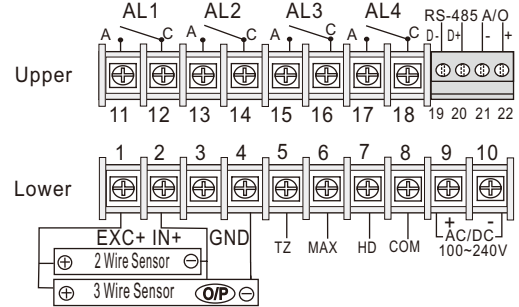 AL1 AL2 AL3 AL4 RS-485 A/O
A C A C A C A C D- D+ - +
Upper
11 12 13 14 15 16 17 18 19 20 21 22
1 2 3 4 5 6 7 8 9 10
Lower
EXC+ IN+ GND TZ MAX HD COM + -
AC/DC
100~240V
2 Wire Sensor
3 Wire Sensor O/P